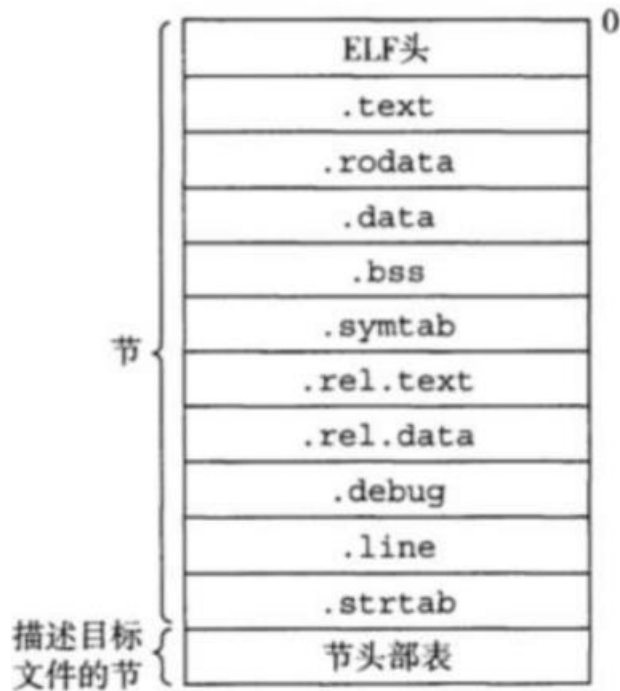 0
ELF头
.text
.rodata
.data
.bss
.symtab
节
.rel.text
.rel.data
.debug
.line
.strtab
描述目标
文件的节
节头部表